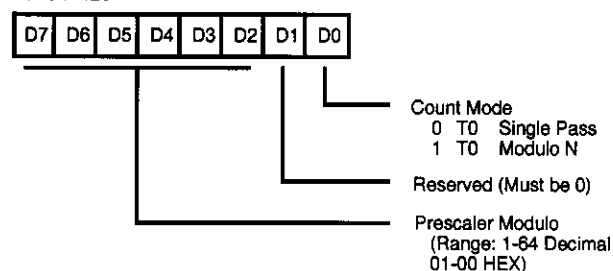 D7 D6 D5 D4 D3 D2 D1 D0
Count Mode
0 T0 Single Pass
1 T0 Modulo N
Reserved (Must be 0)
Prescaler Modulo
(Range: 1-64 Decimal
01-00 HEX)